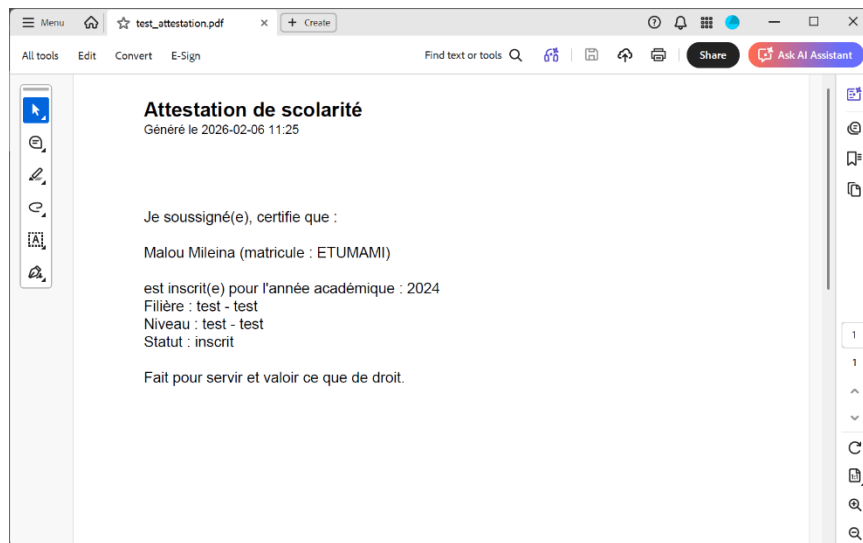 Menu
test_attestation.pdf
Create
All tools
Edit
Convert
E-Sign
Find text or tools
Share
Ask AI Assistant
Attestation de scolarité
Généré le 2026-02-06 11:25
Je soussigné(e), certifie que :
Malou Mileina (matricule : ETUMAMI)
est inscrit(e) pour l'année académique : 2024
Filière : test - test
Niveau : test - test
Statut : inscrit
Fait pour servir et valoir ce que de droit.
1
1